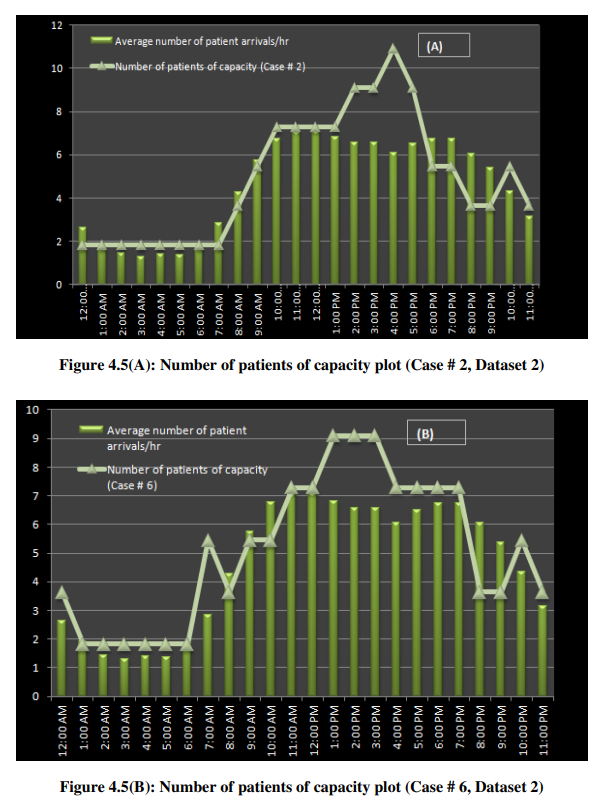 12
10
8
6
4
2
0
Average number of patient arrivals/hr
Number of patients of capacity (Case # 2)
(A)
12:00...
1:00 AM
2:00 AM
3:00 AM
4:00 AM
5:00 AM
6:00 AM
7:00 AM
8:00 AM
9:00 AM
10:00...
11:00...
12:00...
1:00 PM
2:00 PM
3:00 PM
4:00 PM
5:00 PM
6:00 PM
7:00 PM
8:00 PM
9:00 PM
10:00...
11:00...
Figure 4.5(A): Number of patients of capacity plot (Case # 2, Dataset 2)
10
9
8
7
6
5
4
3
2
1
0
Average number of patient
arrivals/hr
Number of patients of capacity
(Case # 6)
(B)
12:00 AM
1:00 AM
2:00 AM
3:00 AM
4:00 AM
5:00 AM
6:00 AM
7:00 AM
8:00 AM
9:00 AM
10:00 AM
11:00 AM
12:00 PM
1:00 PM
2:00 PM
3:00 PM
4:00 PM
5:00 PM
6:00 PM
7:00 PM
8:00 PM
9:00 PM
10:00 PM
11:00 PM
Figure 4.5(B): Number of patients of capacity plot (Case # 6, Dataset 2)